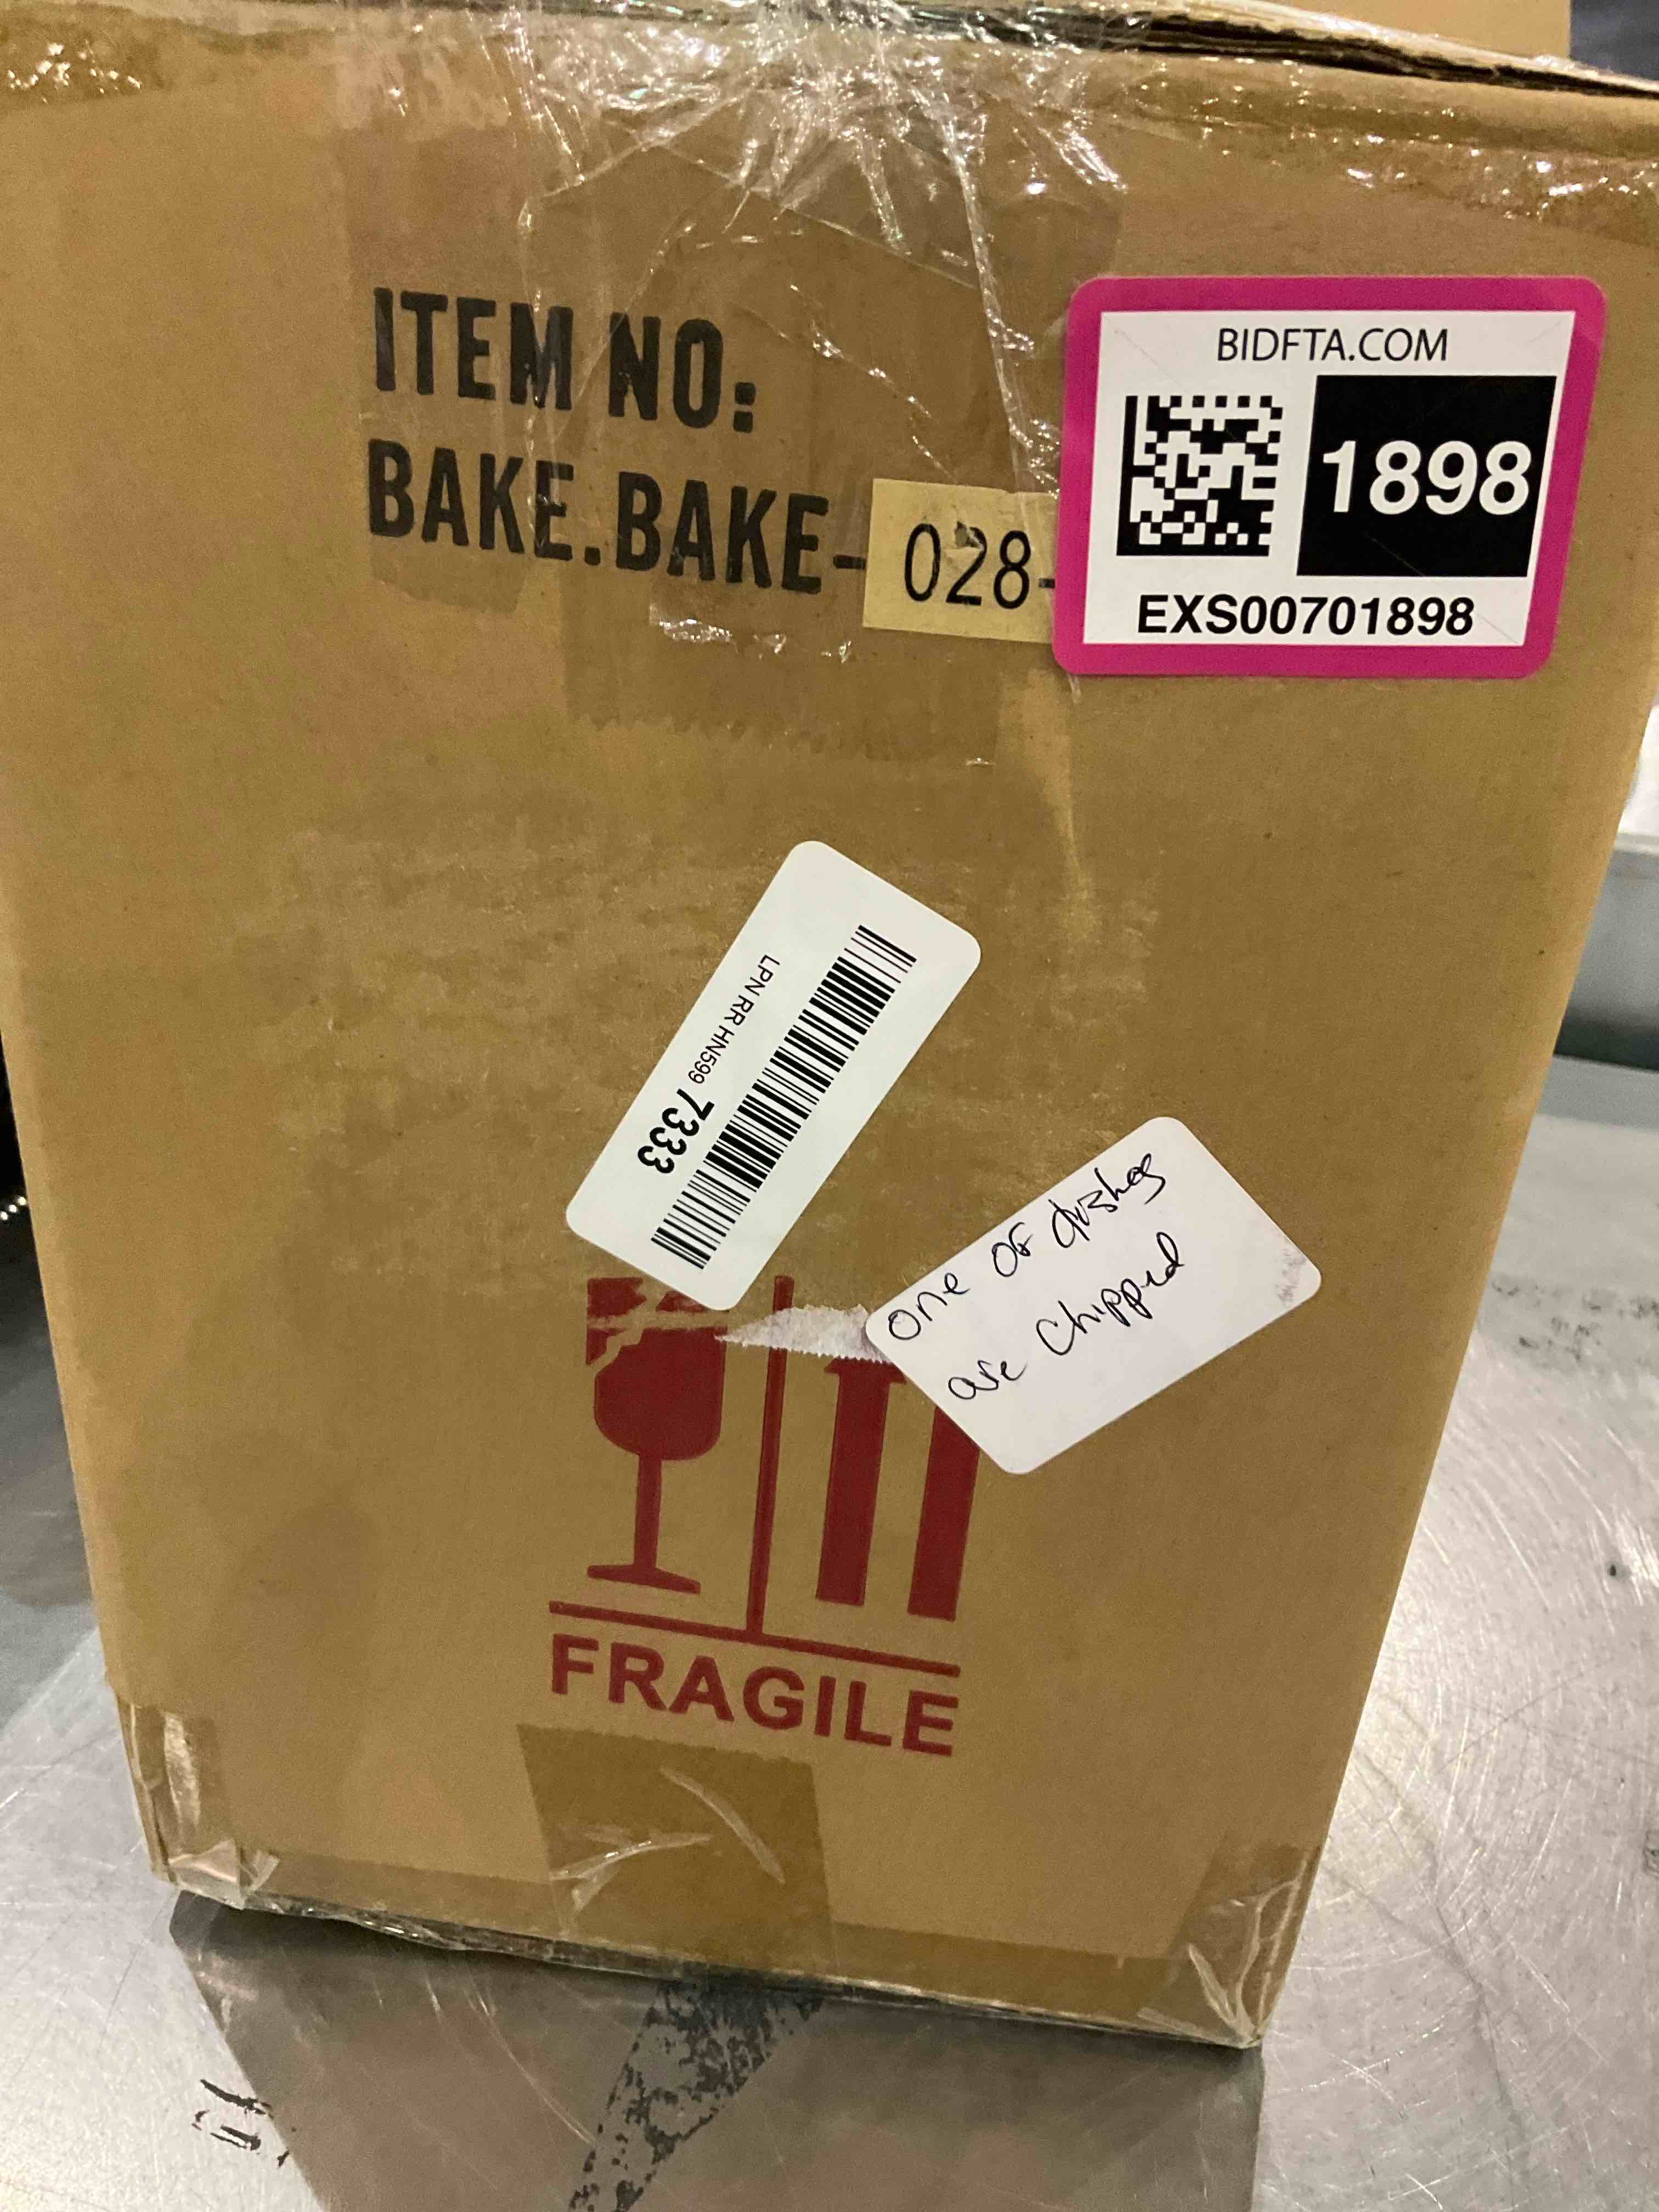 ITEM NO:
BAKE.BAKE-028-
BIDFTA.COM
1898
EXS00701898
LPN RR HN599 7333
One of dishes
are Chipped
FRAGILE